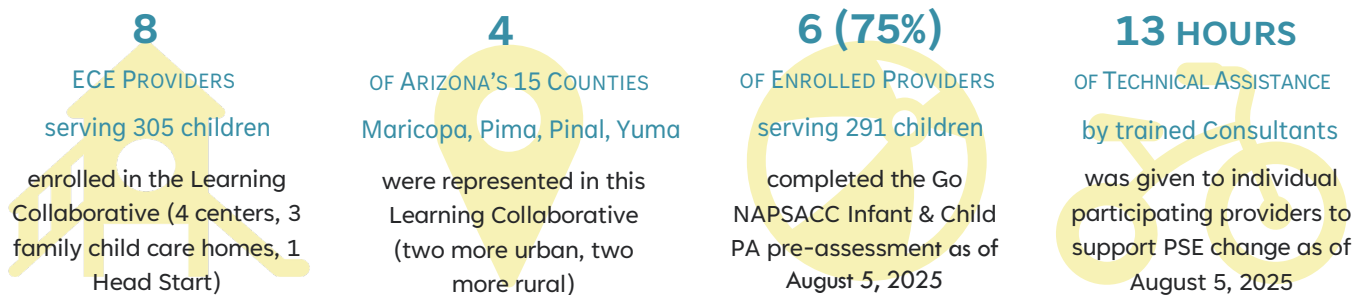 8
ECE PROVIDERS
serving 305 children
enrolled in the Learning
Collaborative (4 centers, 3
family child care homes, 1
Head Start)
4
OF ARIZONA'S 15 COUNTIES
Maricopa, Pima, Pinal, Yuma
were represented in this
Learning Collaborative
(two more urban, two
more rural)
6 (75%)
OF ENROLLED PROVIDERS
serving 291 children
completed the Go
NAPSACC Infant & Child
PA pre-assessment as of
August 5, 2025
13 HOURS
OF TECHNICAL ASSISTANCE
by trained Consultants
was given to individual
participating providers to
support PSE change as of
August 5, 2025